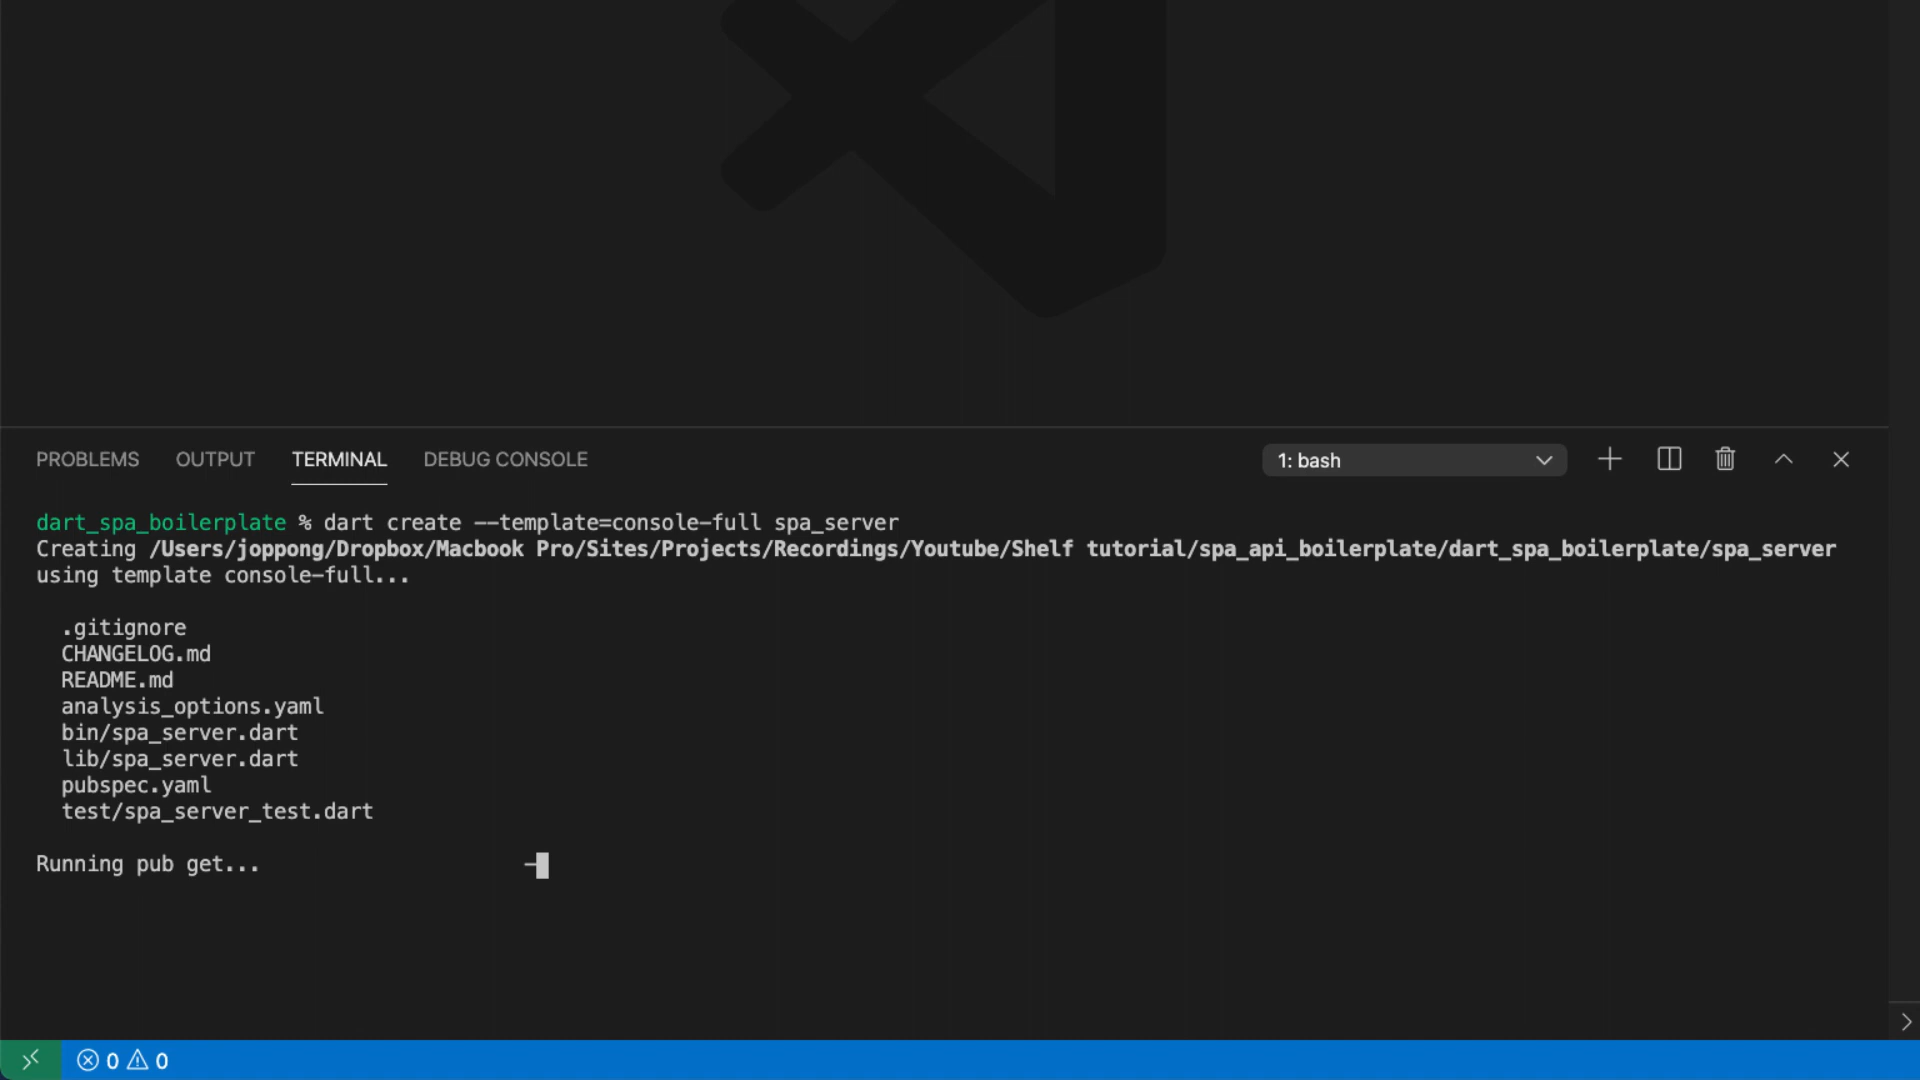 PROBLEMS OUTPUT TERMINAL DEBUG CONSOLE 1: bash
dart_spa_boilerplate % dart create --template=console-full spa_server
Creating /Users/joppong/Dropbox/Macbook Pro/Sites/Projects/Recordings/Youtube/Shelf tutorial/spa_api_boilerplate/dart_spa_boilerplate/spa_server
using template console-full...
.gitignore
CHANGELOG.md
README.md
analysis_options.yaml
bin/spa_server.dart
lib/spa_server.dart
pubspec.yaml
test/spa_server_test.dart
Running pub get... -
0 0